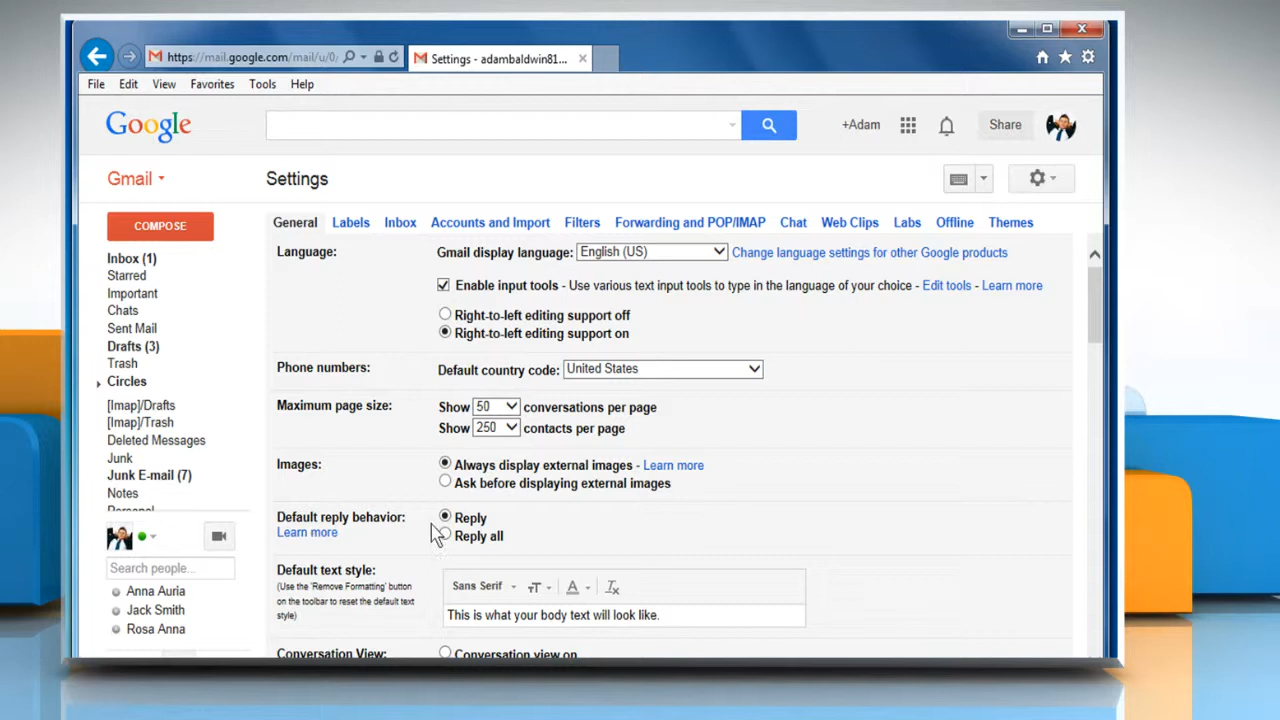 https://mail.google.com/mail/u/0/
Settings - adambaldwin81...
File Edit View Favorites Tools Help
Google
+Adam
Share
Gmail
Settings
COMPOSE
General Labels Inbox Accounts and Import Filters Forwarding and POP/IMAP Chat Web Clips Labs Offline Themes
Inbox (1)
Starred
Important
Chats
Sent Mail
Drafts (3)
Trash
Circles
[Imap]/Drafts
[Imap]/Trash
Deleted Messages
Junk
Junk E-mail (7)
Notes
Personal
Search people...
Anna Auria
Jack Smith
Rosa Anna
Language:
Gmail display language: English (US) Change language settings for other Google products
Enable input tools - Use various text input tools to type in the language of your choice - Edit tools - Learn more
Right-to-left editing support off
Right-to-left editing support on
Phone numbers:
Default country code: United States
Maximum page size:
Show 50 conversations per page
Show 250 contacts per page
Images:
Always display external images - Learn more
Ask before displaying external images
Default reply behavior:
Learn more
Reply
Reply all
Default text style:
(Use the 'Remove Formatting' button
on the toolbar to reset the default text
style)
Sans Serif
This is what your body text will look like.
Conversation View:
Conversation view on